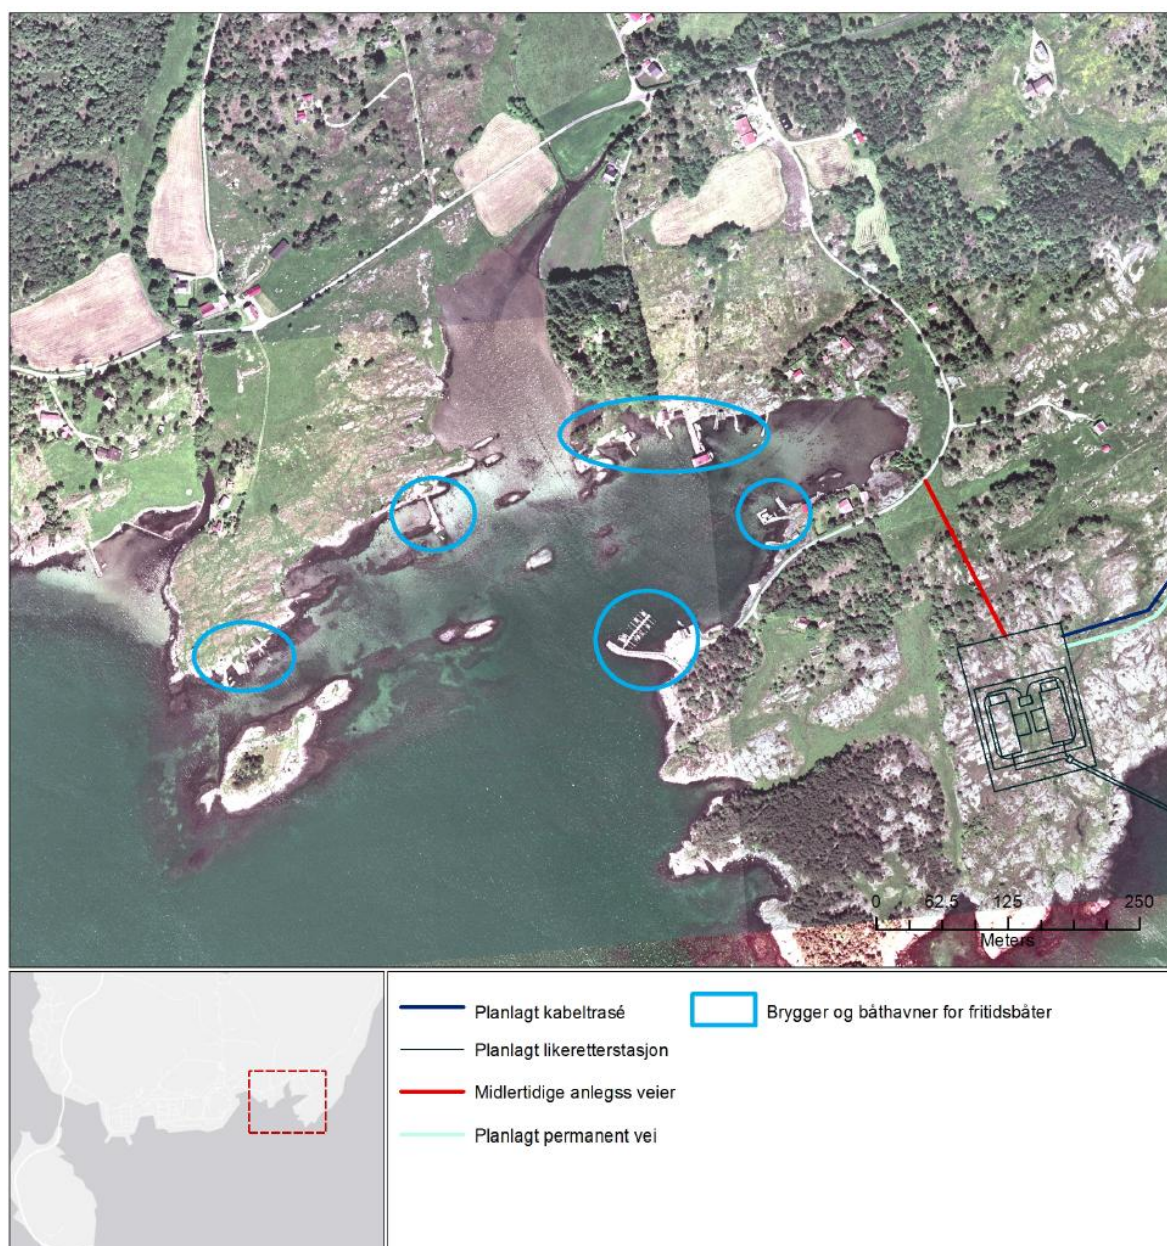 0 62.5 125 250
Meters
Planlagt kabeltrasé
Brygger og båthavner for fritidsbåter
Planlagt likeretterstasjon
Midlertidige anlegss veier
Planlagt permanent vei